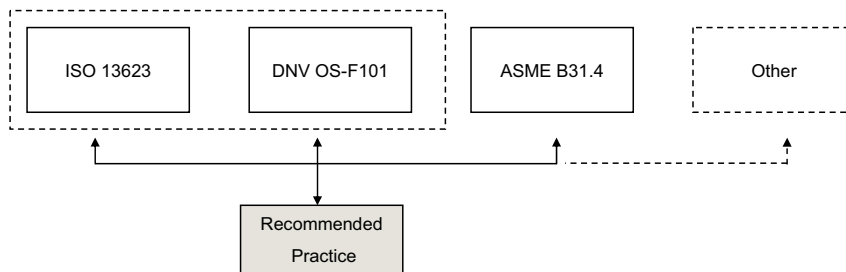 ISO 13623
DNV OS-F101
ASME B31.4
Other
Recommended
Practice